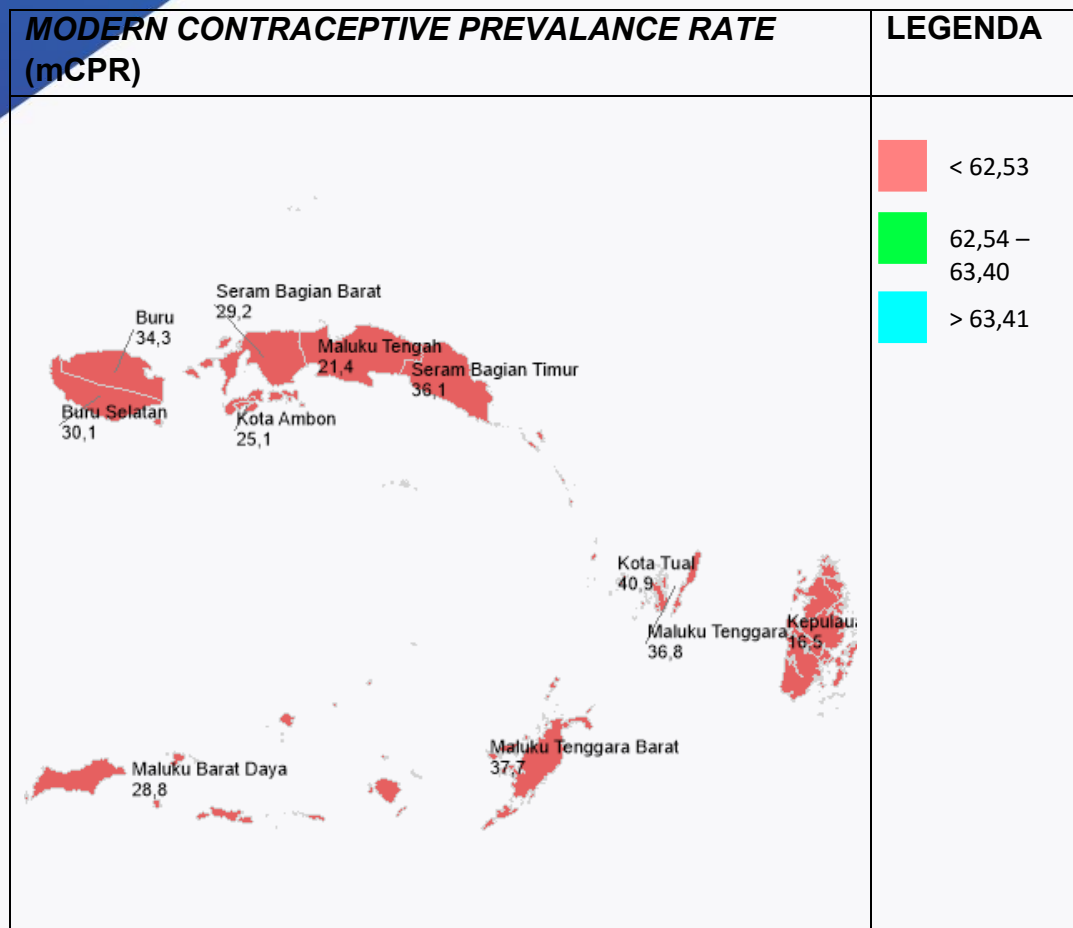 MODERN CONTRACEPTIVE PREVALANCE RATE
(mCPR)
LEGENDA
< 62,53
62,54 –
63,40
> 63,41
Seram Bagian Barat
29,2
Buru
34,3
Maluku Tengah
21,4
Seram Bagian Timur
36,1
Buru Selatan
30,1
Kota Ambon
25,1
Kota Tual
40,9
Maluku Tenggara
36,8
16,5
Maluku Tenggara Barat
37,7
Maluku Barat Daya
28,8